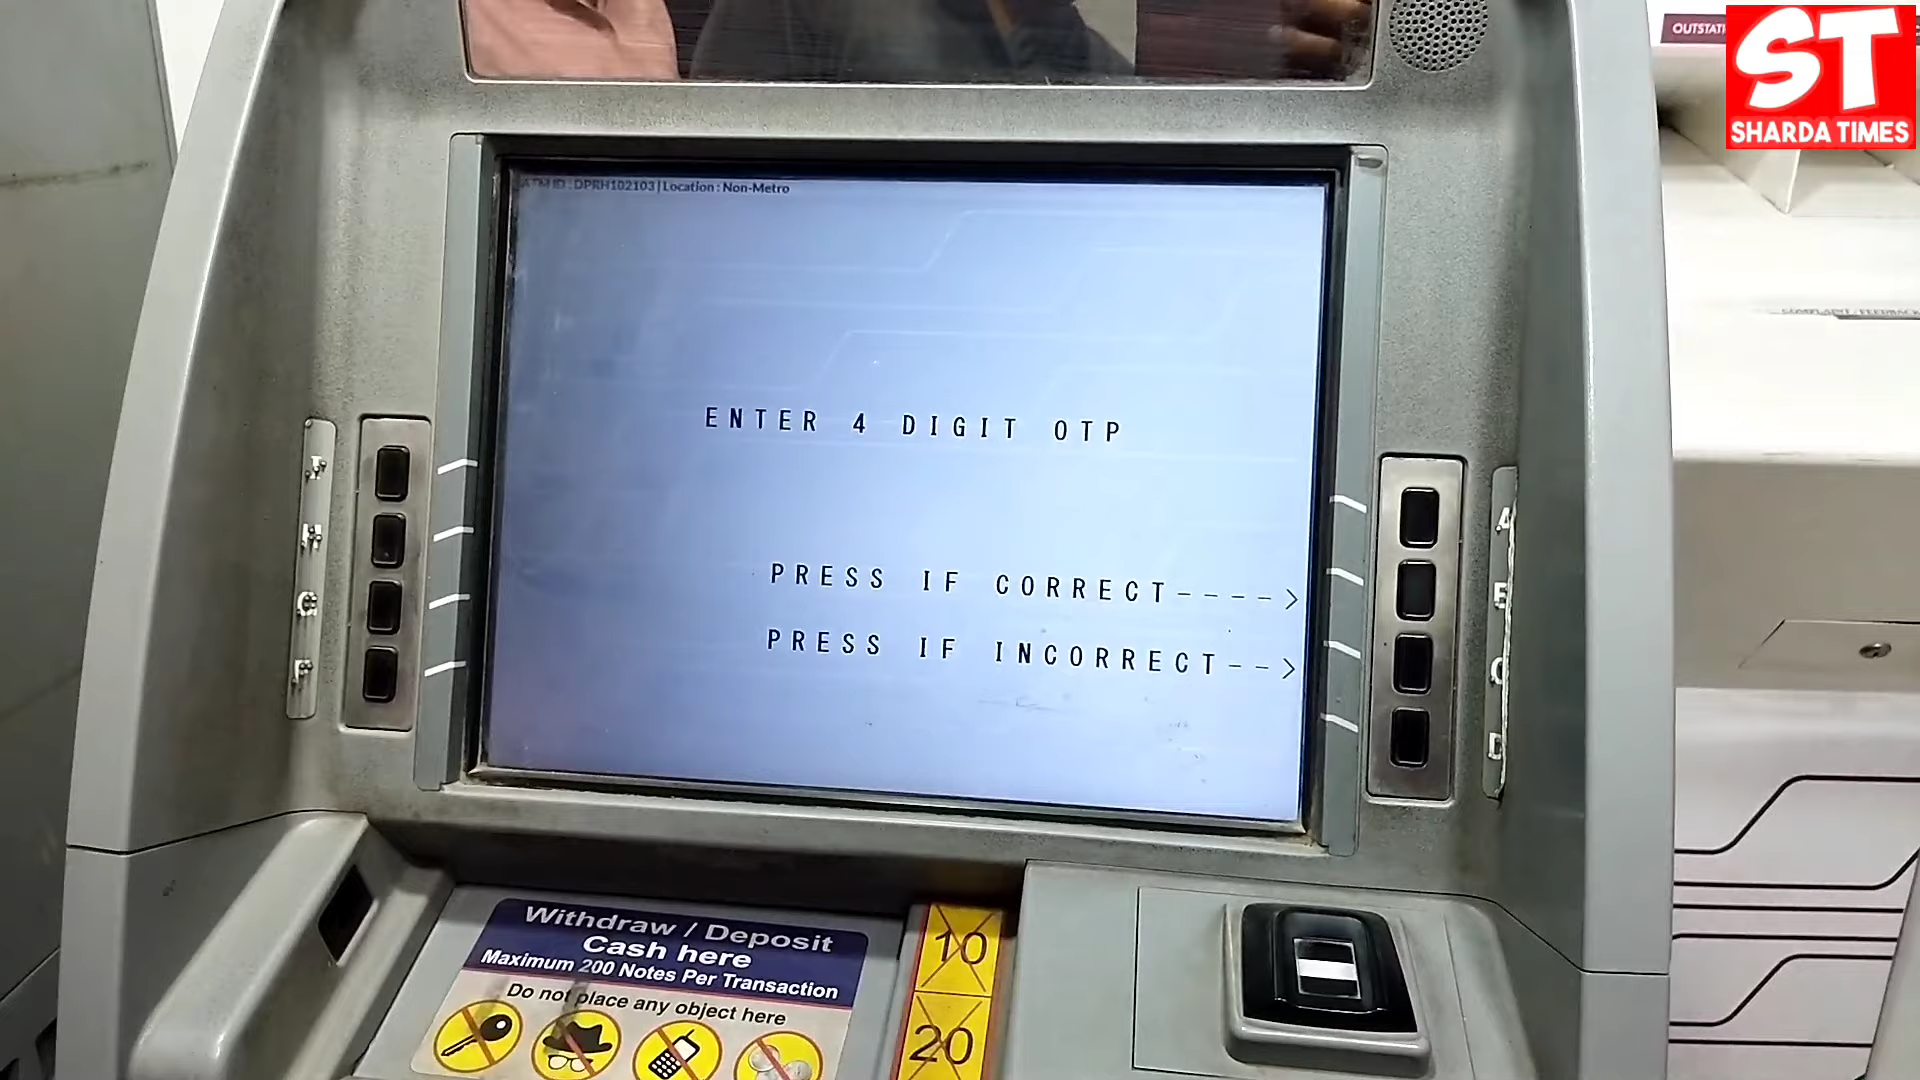 OUTSTATI
ST
SHARDA TIMES
ATM ID : DPRH102103 | Location : Non-Metro
ENTER 4 DIGIT OTP
PRESS IF CORRECT---->
PRESS IF INCORRECT-->
A
D
Withdraw / Deposit
Cash here
Maximum 200 Notes Per Transaction
Do not place any object here
10
20